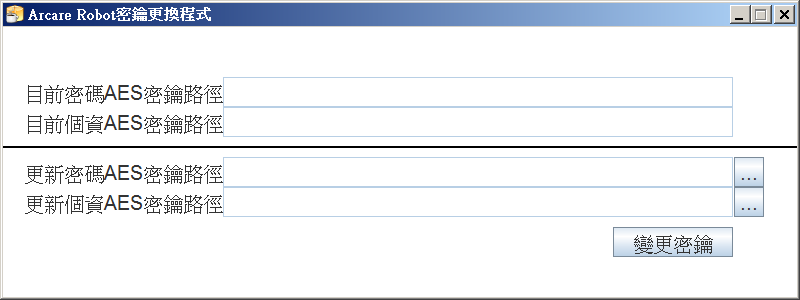 Arcare Robot密鑰更換程式
目前密碼AES密鑰路徑
目前個資AES密鑰路徑
更新密碼AES密鑰路徑 ...
更新個資AES密鑰路徑 ...
變更密鑰